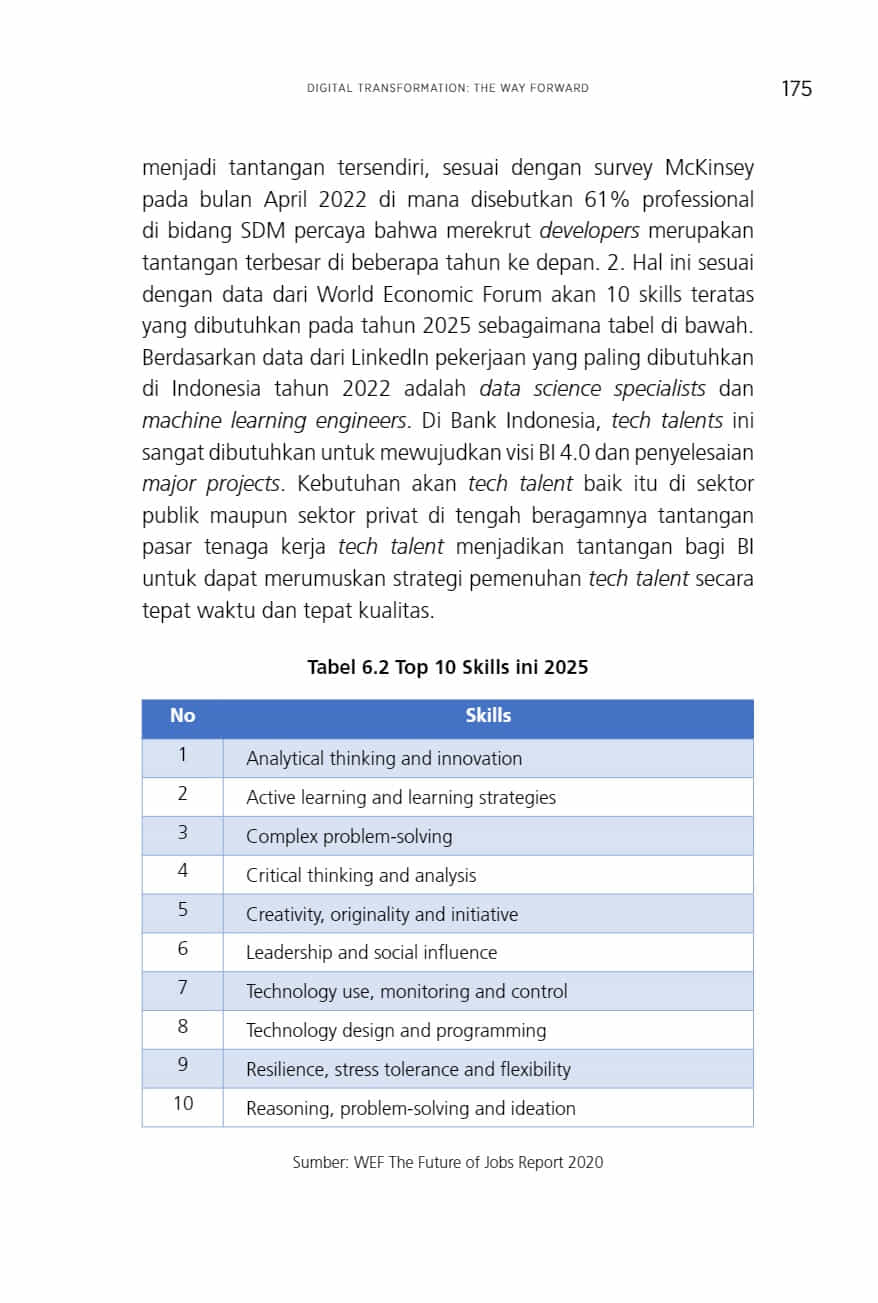 DIGITAL TRANSFORMATION: THE WAY FORWARD
175
menjadi tantangan tersendiri, sesuai dengan survey McKinsey
pada bulan April 2022 di mana disebutkan 61% professional
di bidang SDM percaya bahwa merekrut developers merupakan
tantangan terbesar di beberapa tahun ke depan. 2. Hal ini sesuai
dengan data dari World Economic Forum akan 10 skills teratas
yang dibutuhkan pada tahun 2025 sebagaimana tabel di bawah.
Berdasarkan data dari LinkedIn pekerjaan yang paling dibutuhkan
di Indonesia tahun 2022 adalah data science specialists dan
machine learning engineers. Di Bank Indonesia, tech talents ini
sangat dibutuhkan untuk mewujudkan visi BI 4.0 dan penyelesaian
major projects. Kebutuhan akan tech talent baik itu di sektor
publik maupun sektor privat di tengah beragamnya tantangan
pasar tenaga kerja tech talent menjadikan tantangan bagi BI
untuk dapat merumuskan strategi pemenuhan tech talent secara
tepat waktu dan tepat kualitas.
Tabel 6.2 Top 10 Skills ini 2025
No Skills
1 Analytical thinking and innovation
2 Active learning and learning strategies
3 Complex problem-solving
4 Critical thinking and analysis
5 Creativity, originality and initiative
6 Leadership and social influence
7 Technology use, monitoring and control
8 Technology design and programming
9 Resilience, stress tolerance and flexibility
10 Reasoning, problem-solving and ideation
Sumber: WEF The Future of Jobs Report 2020